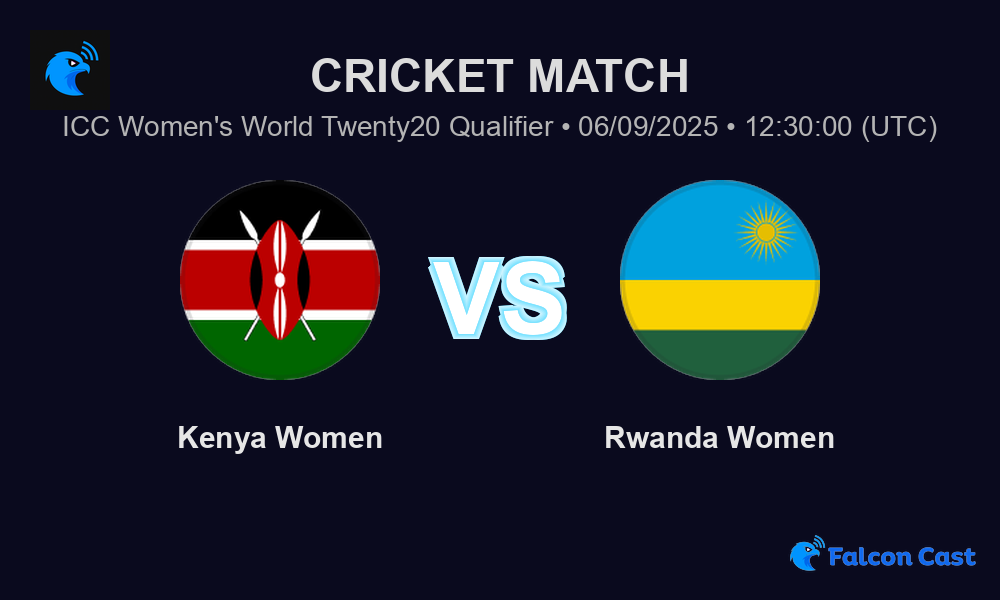 CRICKET MATCH
ICC Women's World Twenty20 Qualifier • 06/09/2025 • 12:30:00 (UTC)
VS
Kenya Women
Rwanda Women
Falcon Cast